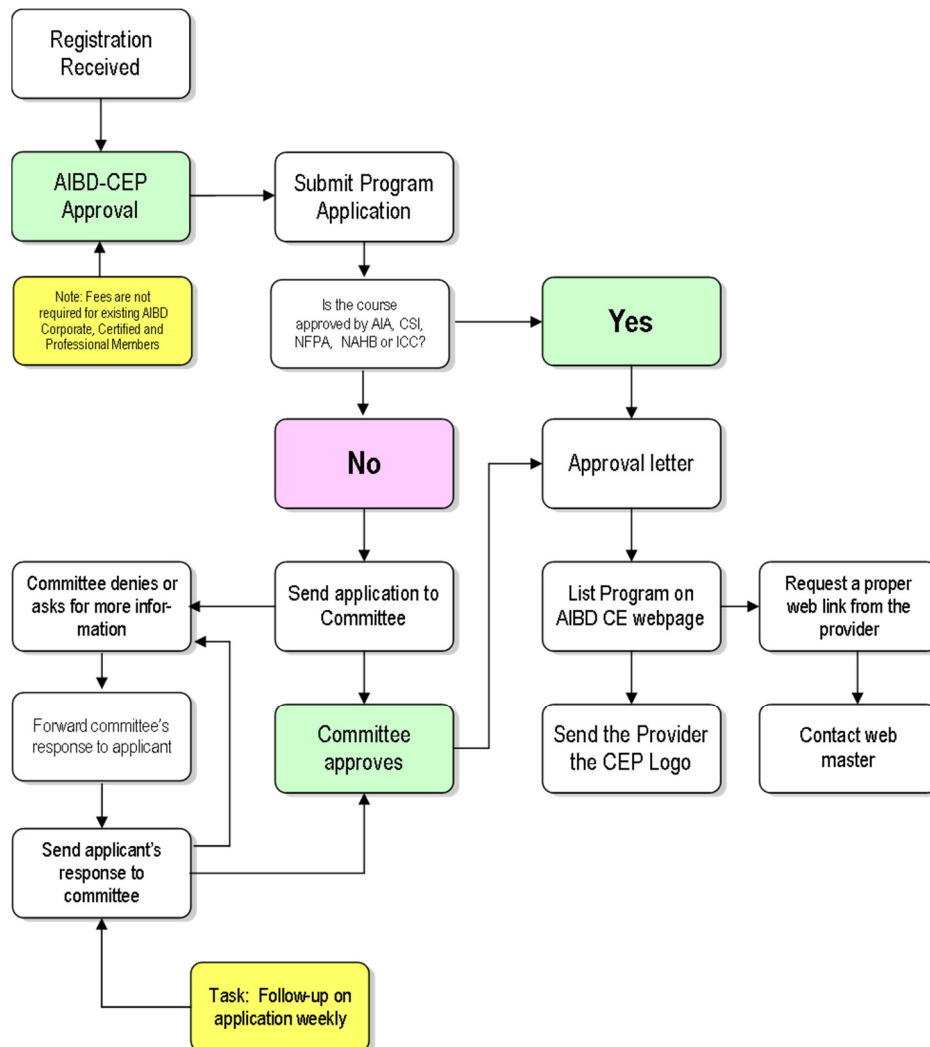 Registration
Received
AIBD-CEP
Approval
Submit Program
Application
Note: Fees are not
required for existing AIBD
Corporate, Certified and
Professional Members
Is the course
approved by AIA, CSI,
NFPA, NAHB or ICC?
Yes
No
Approval letter
Committee denies or
asks for more infor-
mation
Send application to
Committee
List Program on
AIBD CE webpage
Request a proper
web link from the
provider
Forward committee's
response to applicant
Committee
approves
Send the Provider
the CEP Logo
Contact web
master
Send applicant's
response to
committee
Task: Follow-up on
application weekly